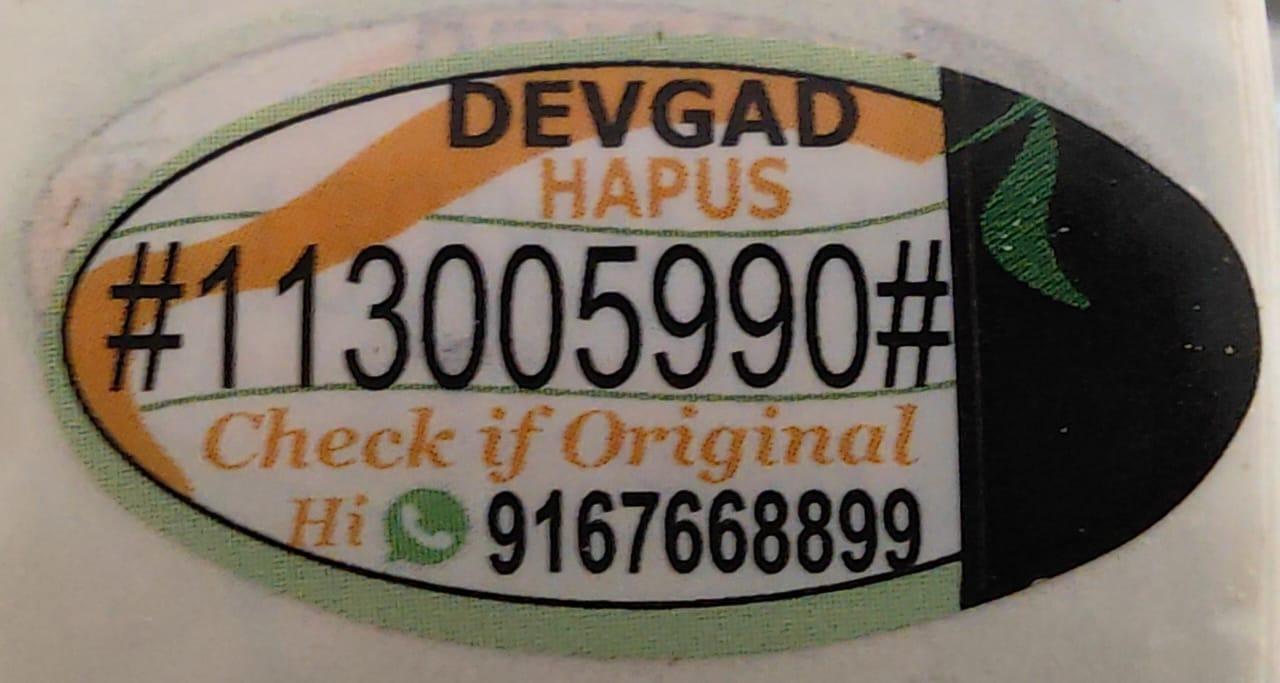 DEVGAD
HAPUS
#113005990#
Check if Original
Hi 9167668899